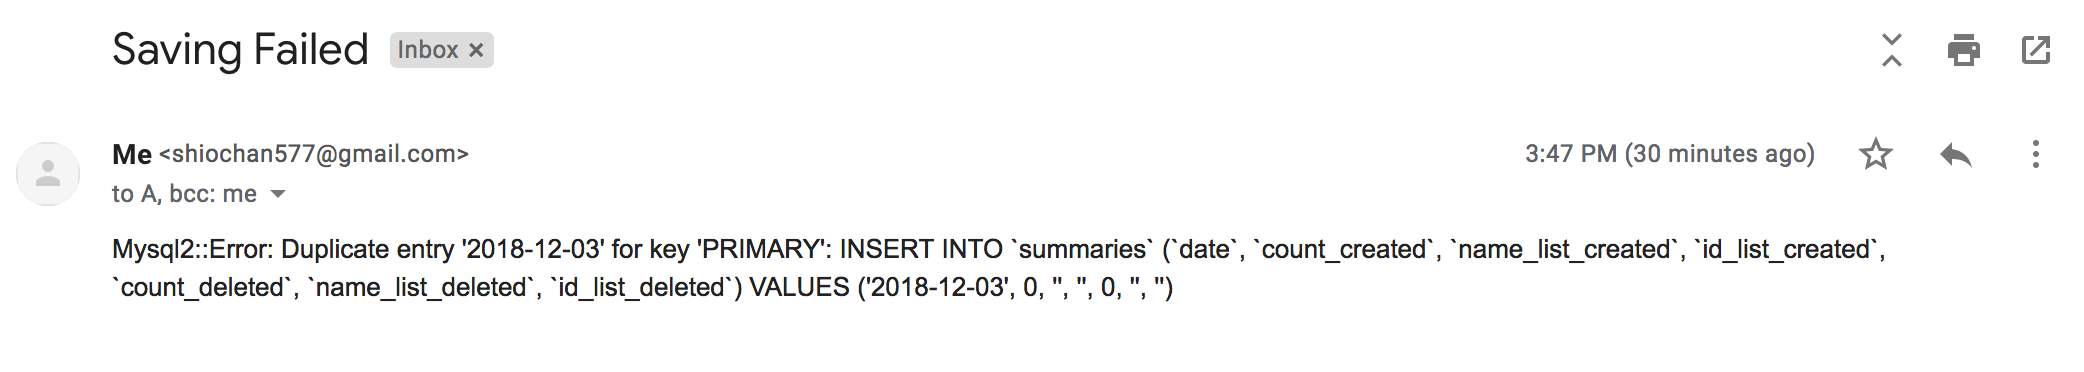 Saving Failed Inbox ×
Me <shiochan577@gmail.com> 3:47 PM (30 minutes ago)
to A, bcc: me
Mysql2::Error: Duplicate entry '2018-12-03' for key 'PRIMARY': INSERT INTO `summaries` (`date`, `count_created`, `name_list_created`, `id_list_created`,
`count_deleted`, `name_list_deleted`, `id_list_deleted`) VALUES ('2018-12-03', 0, '', '', 0, '', '')